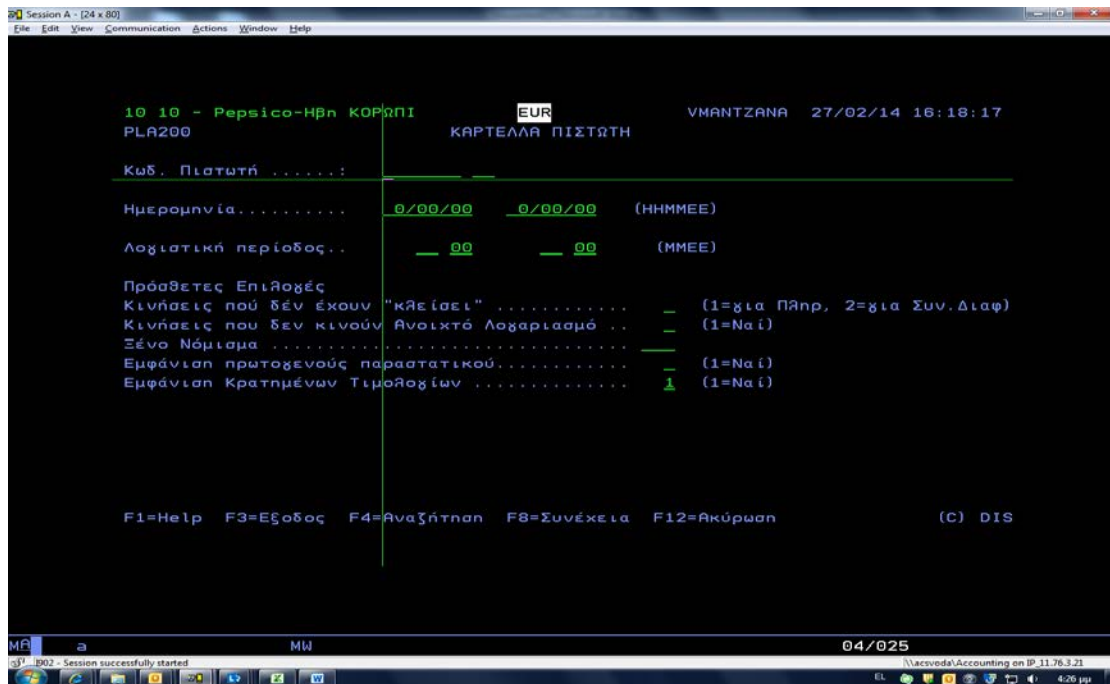 Session A - [24 x 80]
File Edit View Communication Actions Window Help
10 10 - Pepsico-Ηβη ΚΟΡΩΠΙ EUR VMANTZANA 27/02/14 16:18:17
PLA200 ΚΑΡΤΕΛΛΑ ΠΙΣΤΩΤΗ
Κωδ. Πιστωτή ......:
Ημερομηνία.......... 0/00/00 0/00/00 (ΗΗΜΜΕΕ)
Λογιστική περίοδος.. __ 00 __ 00 (ΜΜΕΕ)
Πρόσθετες Επιλογές
Κινήσεις πού δέν έχουν "κλείσει" ............ _ (1=για Πληρ, 2=για Συν.Διαφ)
Κινήσεις που δεν κινούν Ανοιχτό Λογαριασμό .. _ (1=Ναί)
Ξένο Νόμισμα .................................
Εμφάνιση πρωτογενούς παραστατικού............ _ (1=Ναί)
Εμφάνιση Κρατημένων Τιμολογίων .............. 1 (1=Ναί)
F1=Help F3=Εξοδος F4=Αναζήτηση F8=Συνέχεια F12=Ακύρωση (C) DIS
MA a MW 04/025
I902 - Session successfully started \\acsvoda\Accounting on IP_11.76.3.21
EL 4:26 μμ